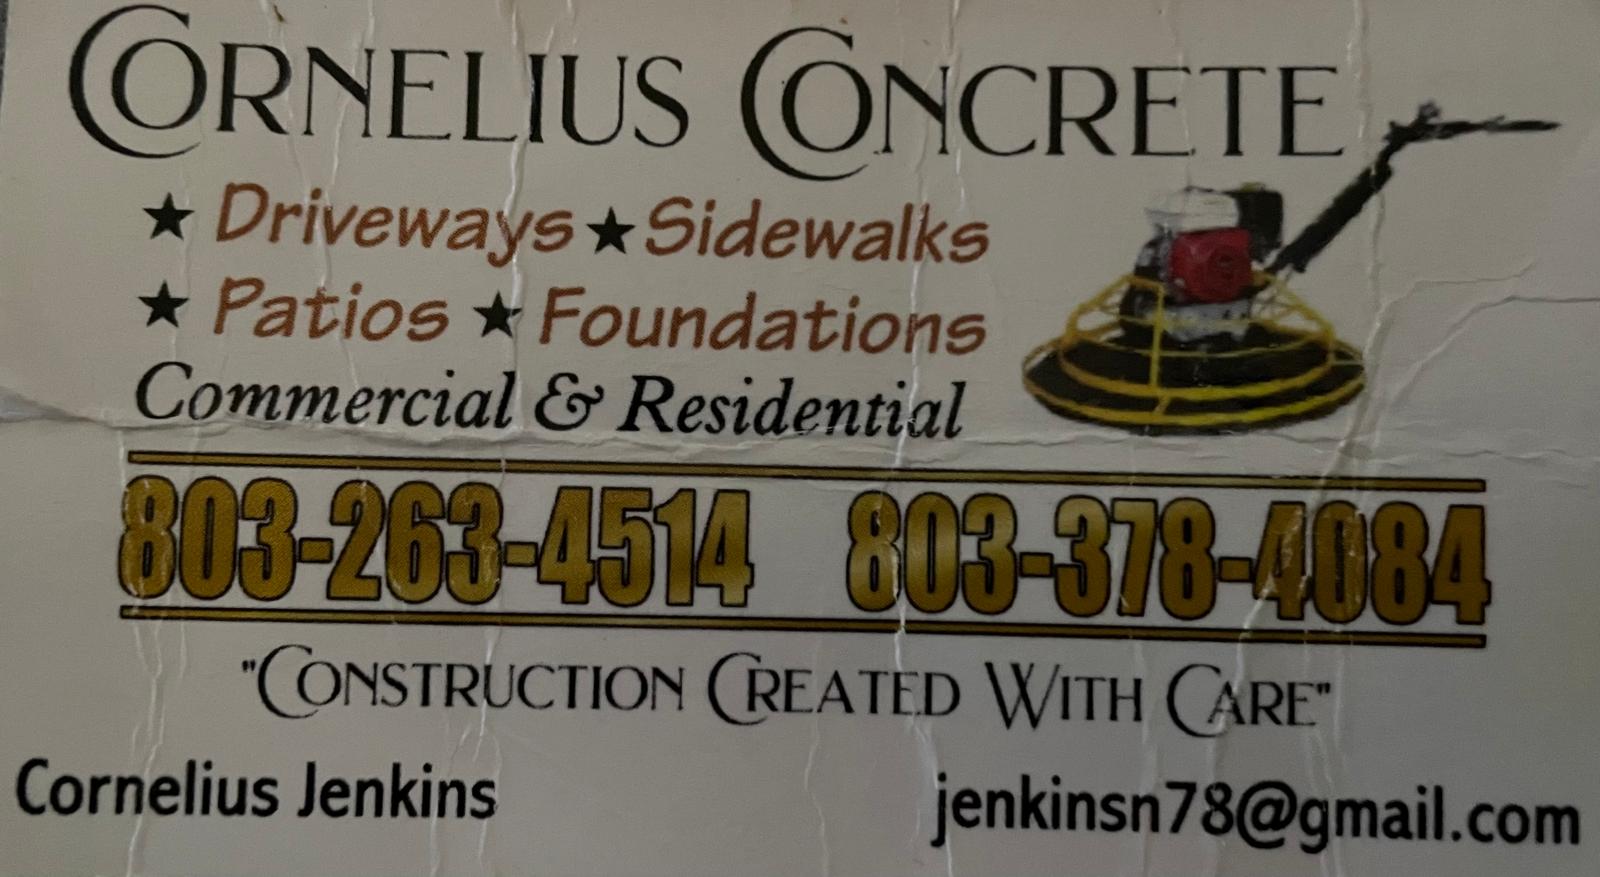 CORNELIUS CONCRETE
★ Driveways ★ Sidewalks
★ Patios ★ Foundations
Commercial & Residential
803-263-4514 803-378-4084
"CONSTRUCTION CREATED WITH CARE"
Cornelius Jenkins jenkinsn78@gmail.com